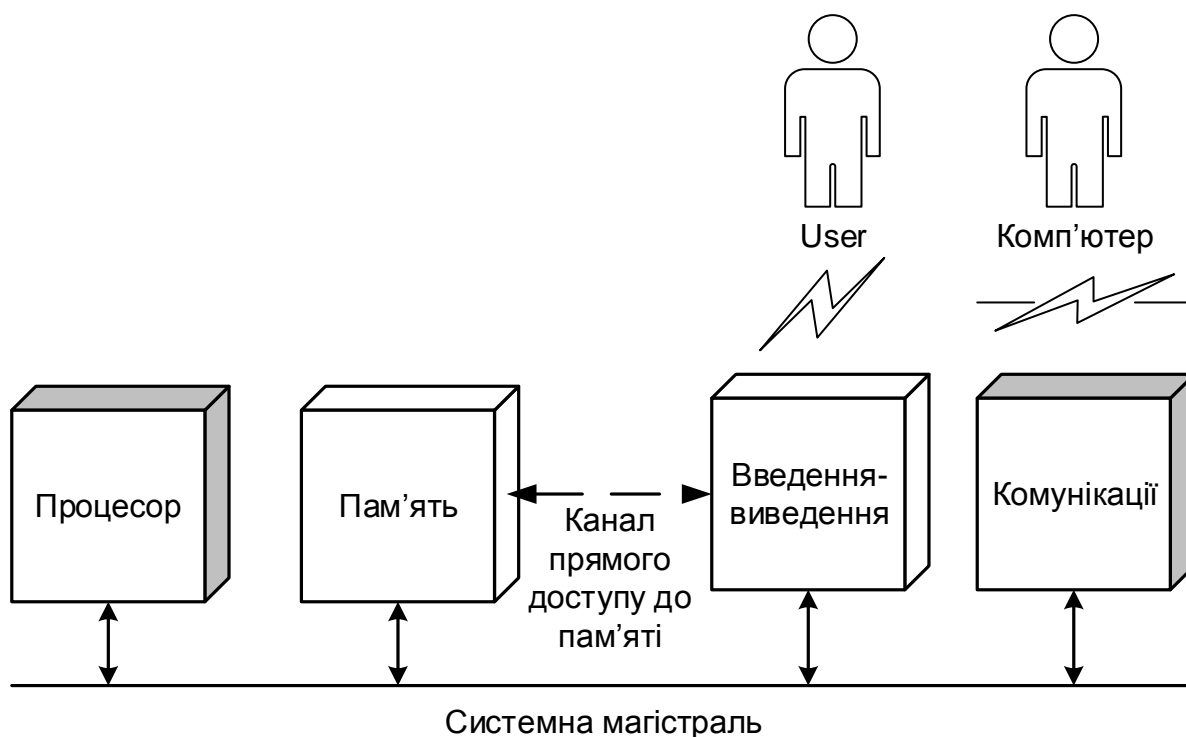 User
Комп’ютер
Процесор
Пам’ять
Канал
прямого
доступу до
пам’яті
Введення-
виведення
Комунікації
Системна магістраль